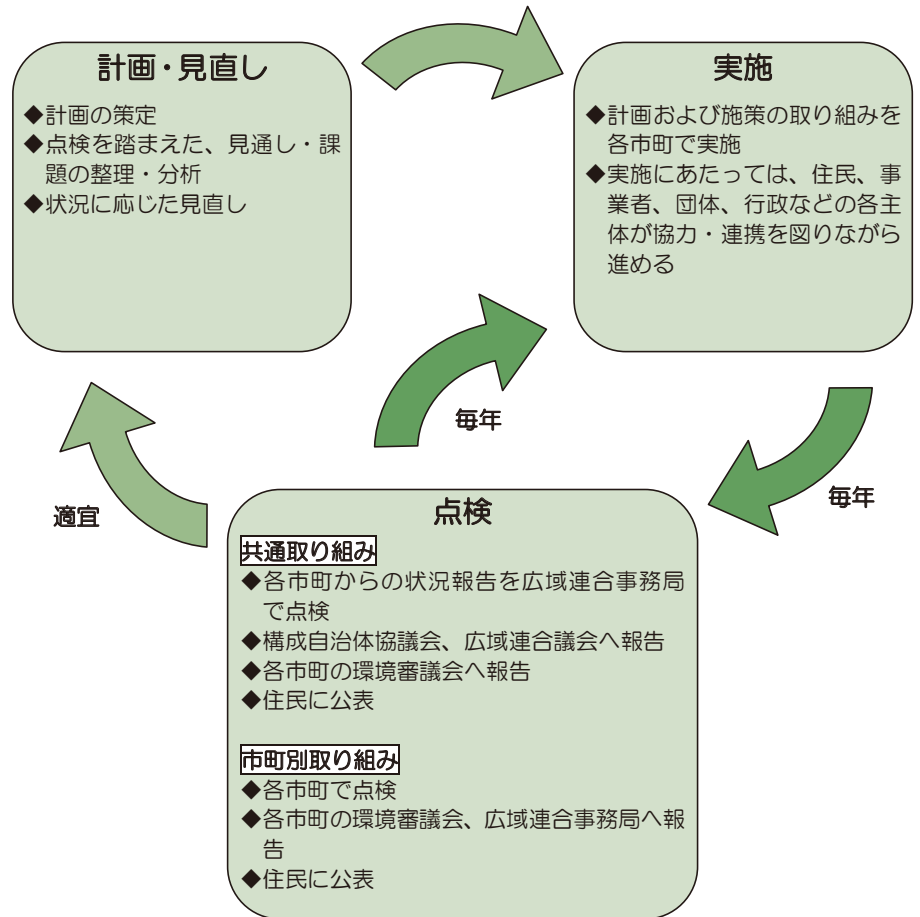 計画・見直し
◆計画の策定
◆点検を踏まえた、見通し・課
題の整理・分析
◆状況に応じた見直し
実施
◆計画および施策の取り組みを
各市町で実施
◆実施にあたっては、住民、事
業者、団体、行政などの各主
体が協力・連携を図りながら
進める
毎年
毎年
適宜
点検
共通取り組み
◆各市町からの状況報告を広域連合事務局
で点検
◆構成自治体協議会、広域連合議会へ報告
◆各市町の環境審議会へ報告
◆住民に公表
市町別取り組み
◆各市町で点検
◆各市町の環境審議会、広域連合事務局へ報
告
◆住民に公表